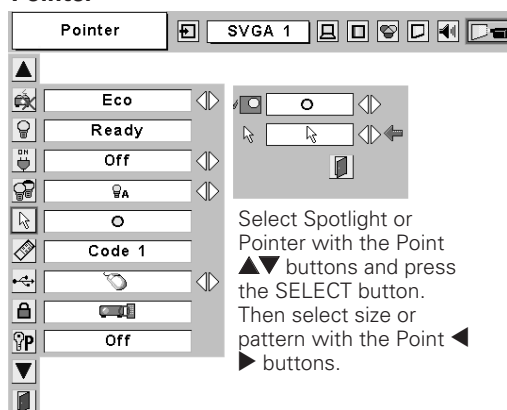 Pointer
Pointer SVGA 1
Eco
Ready
ON
Off
A
Code 1
P Off
Select Spotlight or
Pointer with the Point
▲▼ buttons and press
the SELECT button.
Then select size or
pattern with the Point ◀
▶ buttons.